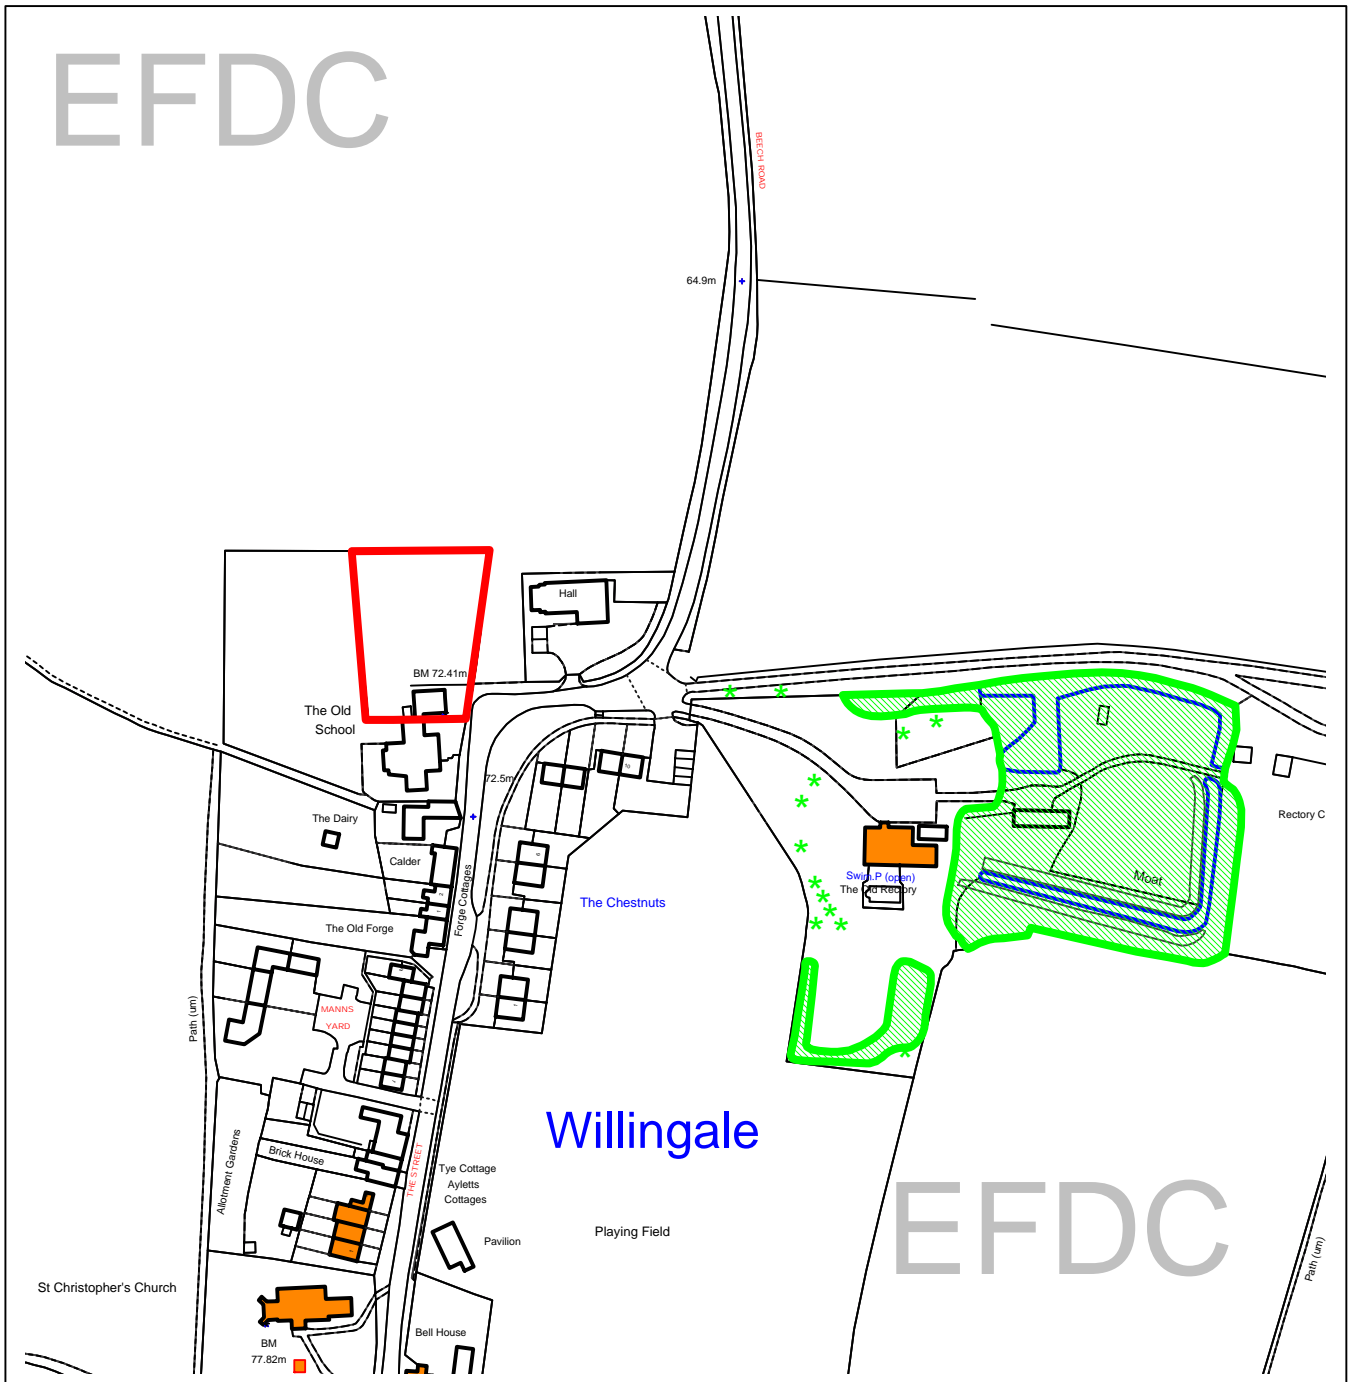 EFDC
BEECH ROAD
64.9m
Hall
BM 72.41m
The Old
School
72.5m
The Dairy
Calder
Rectory C
Swim.P (open)
The Old Rectory
Moat
Forge Cottages
The Chestnuts
The Old Forge
MANNS
YARD
Path (um)
Willingale
Allotment Gardens
Brick House
THE STREET
Tye Cottage
Ayletts
Cottages
EFDC
Playing Field
Pavilion
Path (um)
St Christopher's Church
BM
77.82m
Bell House